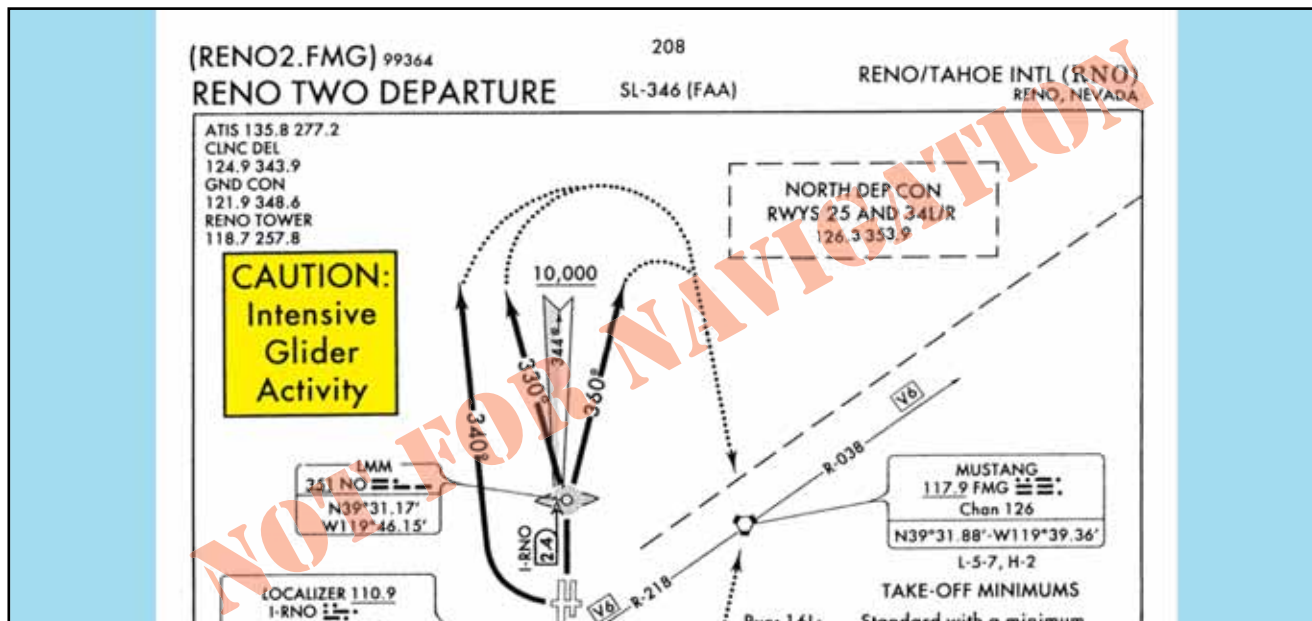 (RENO2.FMG) 99364
208
RENO TWO DEPARTURE
SL-346 (FAA)
RENO/TAHOE INTL (RNO)
RENO, NEVADA
ATIS 135.8 277.2
CLNC DEL
124.9 343.9
GND CON
121.9 348.6
RENO TOWER
118.7 257.8
CAUTION:
Intensive
Glider
Activity
NORTH DEP CON
RWYS 25 AND 34L/R
126.3 353.9
10,000
344°
330°
360°
340°
NOT FOR NAVIGATION
V6
R-038
LMM
351 NO
N39°31.17'
W119°46.15'
MUSTANG
117.9 FMG
Chan 126
N39°31.88'-W119°39.36'
L-5-7, H-2
I-RNO
2.4
LOCALIZER 110.9
I-RNO
V6
R-218
TAKE-OFF MINIMUMS
Rwy 16L:
Standard with a minimum